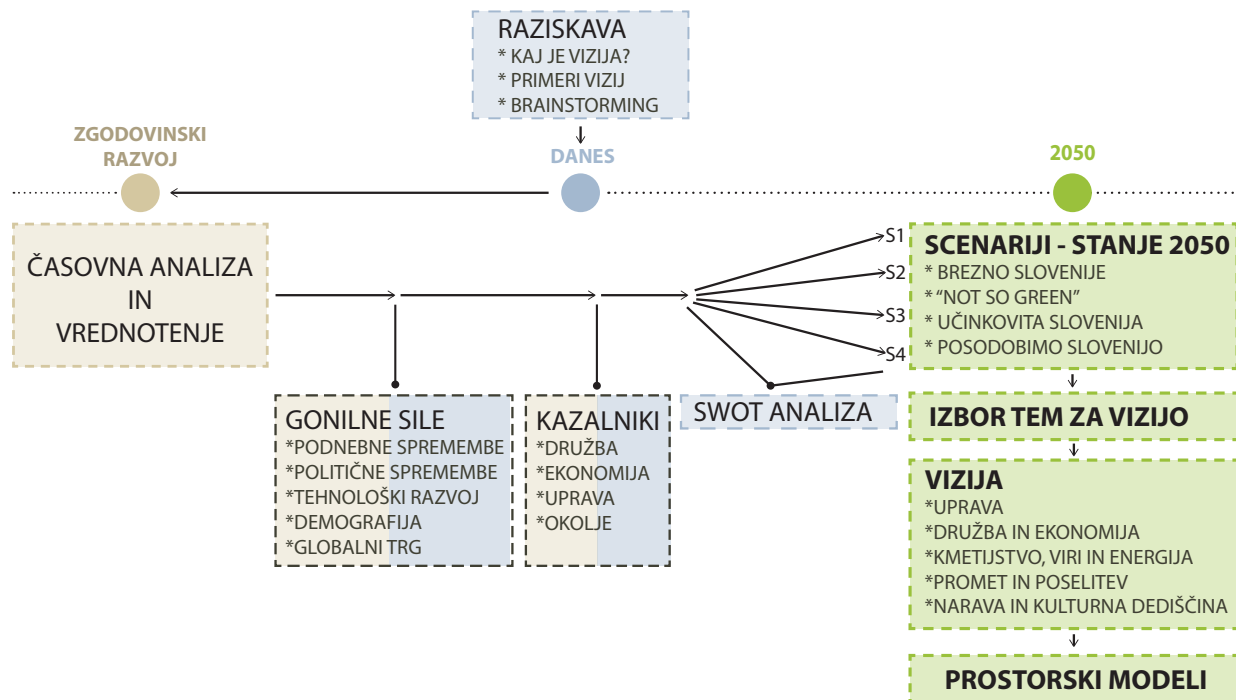 RAZISKAVA
* KAJ JE VIZIJA?
* PRIMERI VIZIJ
* BRAINSTORMING
ZGODOVINSKI
RAZVOJ
DANES
2050
ČASOVNA ANALIZA
IN
VREDNOTENJE
S1
S2
S3
S4
SCENARIJI - STANJE 2050
* BREZNO SLOVENIJE
* “NOT SO GREEN”
* UČINKOVITA SLOVENIJA
* POSODOBIMO SLOVENIJO
GONILNE SILE
*PODNEBNE SPREMEMBE
*POLITIČNE SPREMEMBE
*TEHNOLOŠKI RAZVOJ
*DEMOGRAFIJA
*GLOBALNI TRG
KAZALNIKI
*DRUŽBA
*EKONOMIJA
*UPRAVA
*OKOLJE
SWOT ANALIZA
IZBOR TEM ZA VIZIJO
VIZIJA
*UPRAVA
*DRUŽBA IN EKONOMIJA
*KMETIJSTVO, VIRI IN ENERGIJA
*PROMET IN POSELITEV
*NARAVA IN KULTURNA DEDIŠČINA
PROSTORSKI MODELI